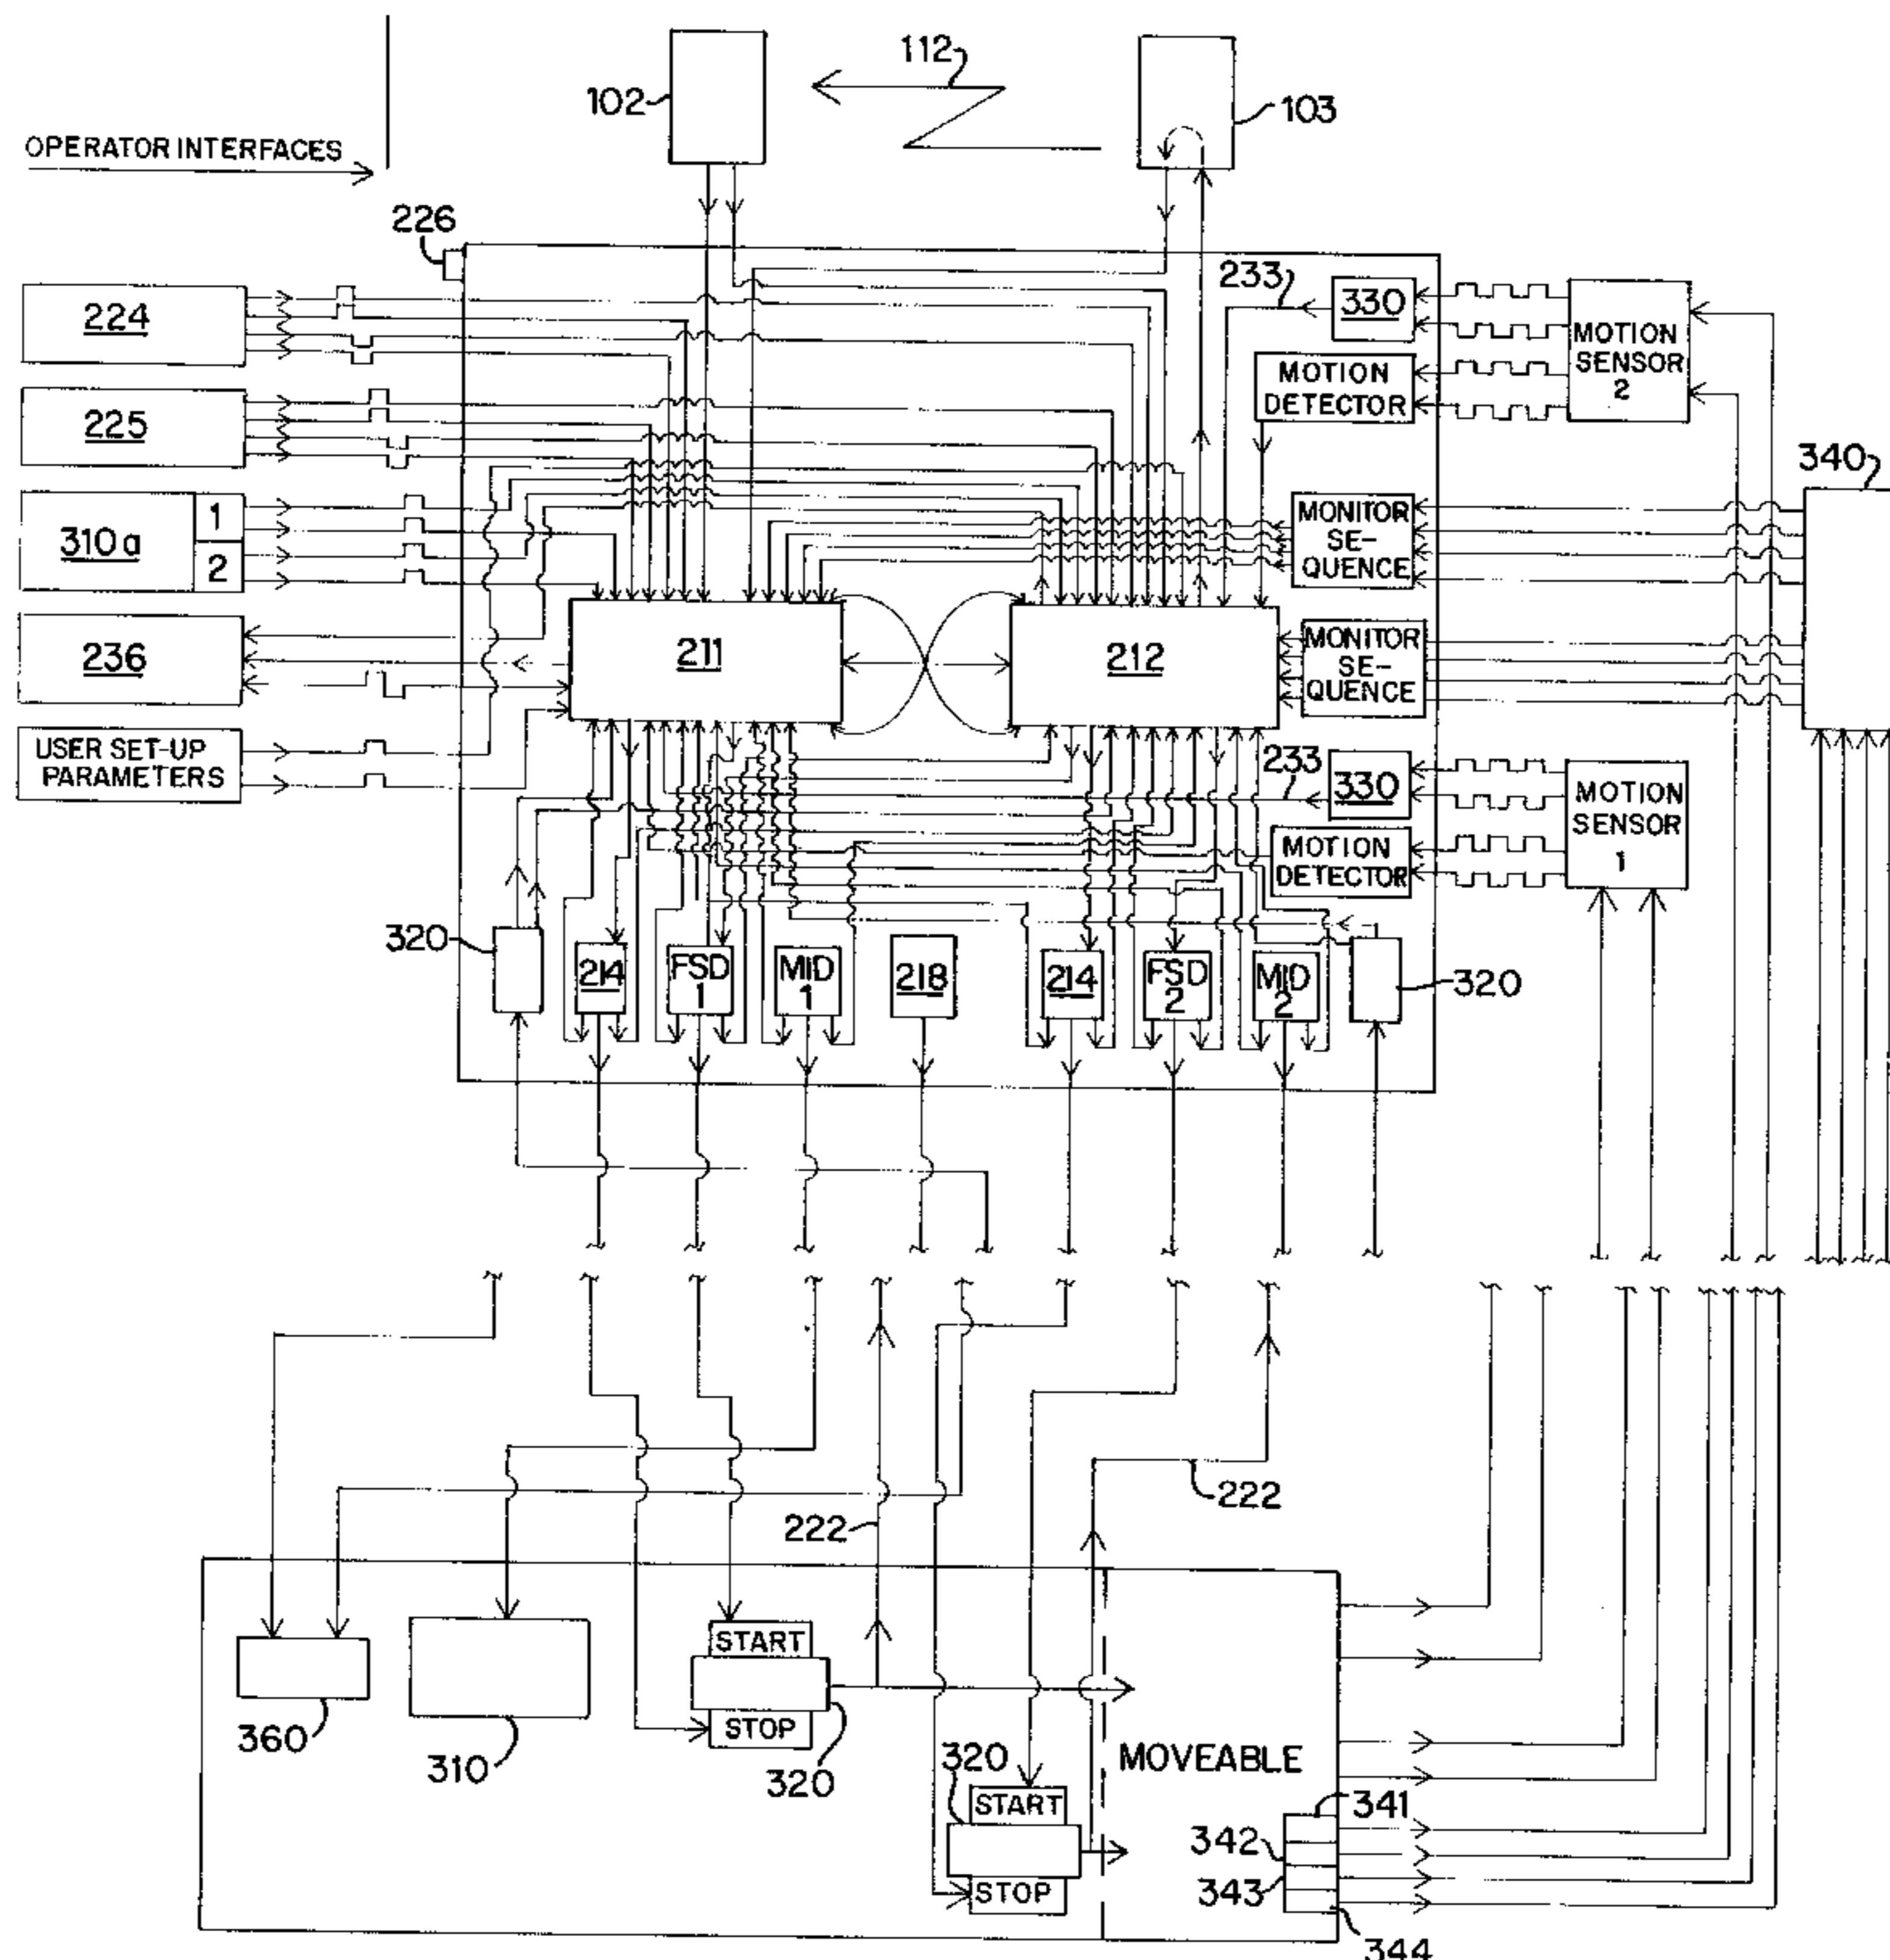 112
102
103
OPERATOR INTERFACES
226
224
233
330
MOTION
SENSOR
2
MOTION
DETECTOR
225
340
310a
1
2
MONITOR
SE-
QUENCE
236
211
212
MONITOR
SE-
QUENCE
USER SET-UP
PARAMETERS
233
330
MOTION
SENSOR
1
MOTION
DETECTOR
320
214
FSD
1
MID
1
218
214
FSD
2
MID
2
320
222
222
START
STOP
360
310
320
320
MOVEABLE
START
STOP
341
342
343
344